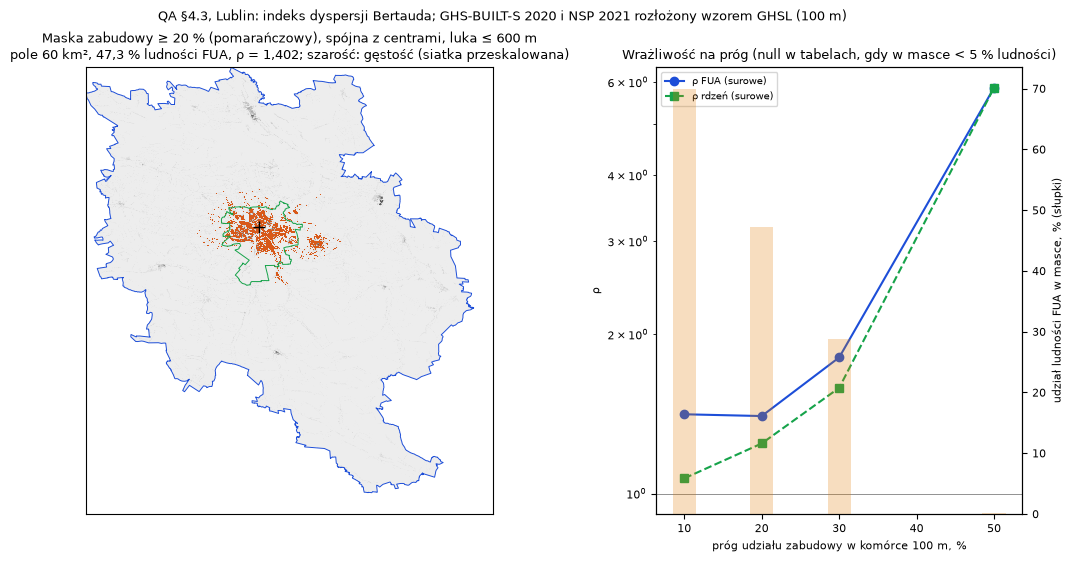 QA §4.3, Lublin: indeks dyspersji Bertauda; GHS-BUILT-S 2020 i NSP 2021 rozłożony wzorem GHSL (100 m)
Maska zabudowy ≥ 20 % (pomarańczowy), spójna z centrami, luka ≤ 600 m
pole 60 km², 47,3 % ludności FUA, ρ = 1,402; szarość: gęstość (siatka przeskalowana)
Wrażliwość na próg (null w tabelach, gdy w masce < 5 % ludności)
ρ FUA (surowe)
ρ rdzeń (surowe)
6 × 10⁰
4 × 10⁰
3 × 10⁰
2 × 10⁰
10⁰
ρ
70
60
50
40
30
20
10
0
udział ludności FUA w masce, % (słupki)
10 20 30 40 50
próg udziału zabudowy w komórce 100 m, %